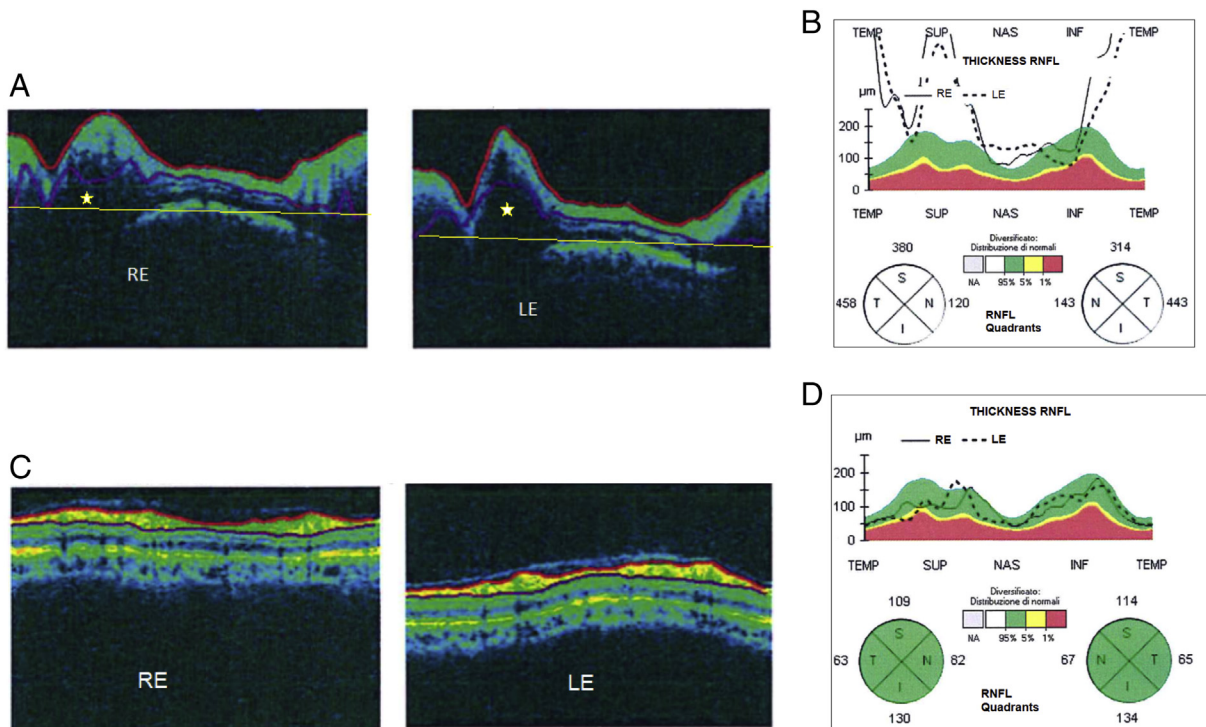 A
RE
LE
B
TEMP SUP NAS INF TEMP
THICKNESS RNFL
µm RE LE
200
100
0
TEMP SUP NAS INF TEMP
Diversificato:
Distribuzione di normali
NA 95% 5% 1%
380
458 S T N I 120
314
143 S N T I 443
RNFL
Quadrants
C
RE
LE
D
THICKNESS RNFL
µm RE LE
200
100
0
TEMP SUP NAS INF TEMP
Diversificato:
Distribuzione di normali
NA 95% 5% 1%
109
63 S T N I 82
130
114
67 S N T I 65
134
RNFL
Quadrants